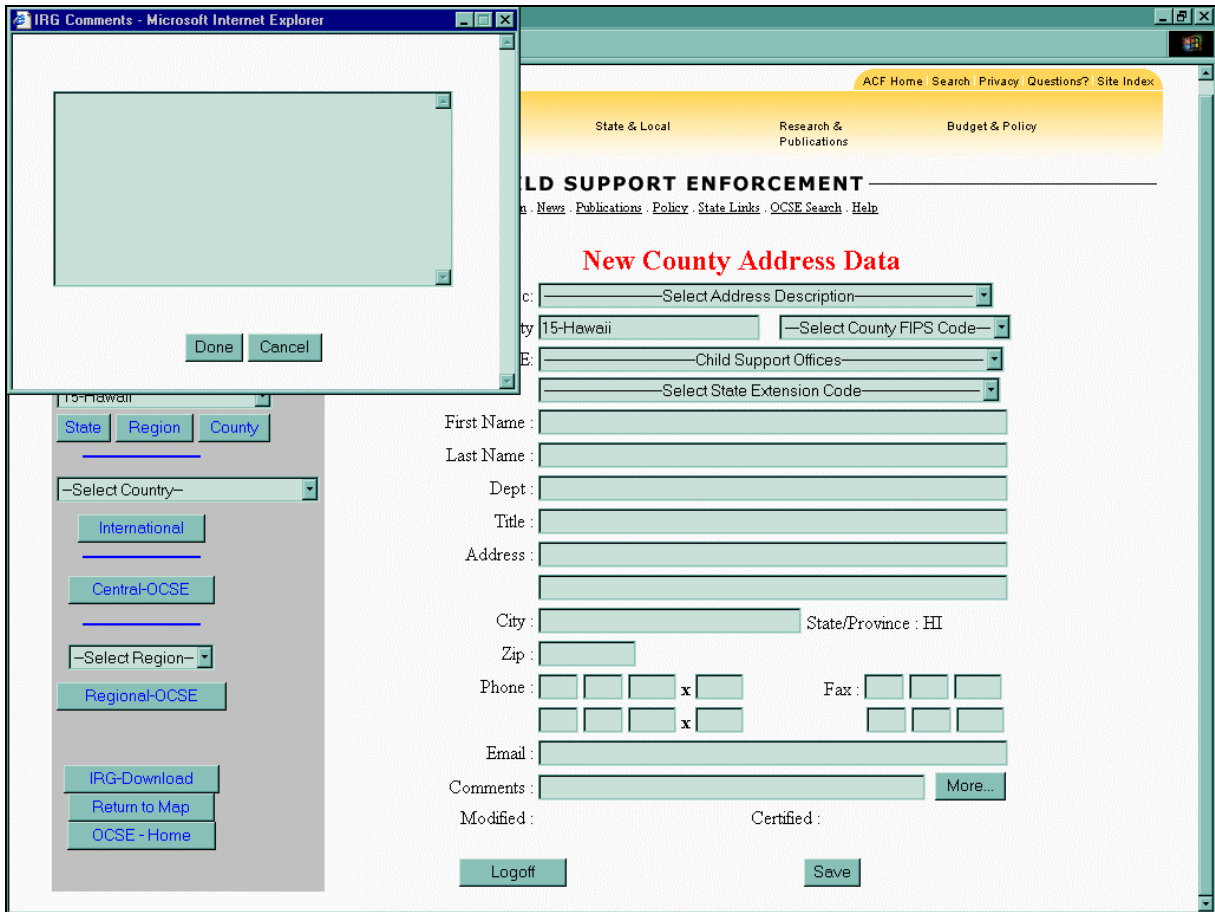 IRG Comments - Microsoft Internet Explorer
Done Cancel
ACF Home | Search | Privacy Questions? Site Index
State & Local Research & Publications Budget & Policy
LD SUPPORT ENFORCEMENT
n . News . Publications . Policy . State Links . OCSE Search . Help
New County Address Data
c: -Select Address Description-
ty 15-Hawaii —Select County FIPS Code—
E: -Child Support Offices-
-Select State Extension Code-
15-Hawaii
State Region County
–Select Country–
International
Central-OCSE
–Select Region–
Regional-OCSE
IRG-Download
Return to Map
OCSE - Home
First Name :
Last Name :
Dept :
Title :
Address :
City : State/Province : HI
Zip :
Phone : x Fax :
x
Email :
Comments : More...
Modified : Certified :
Logoff Save